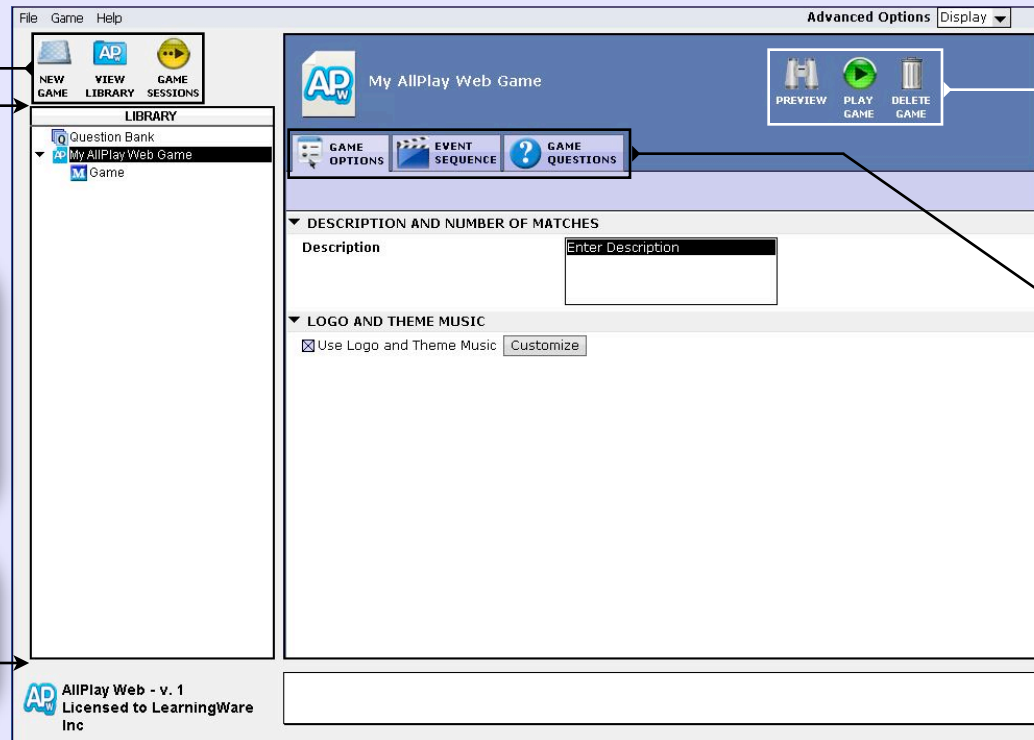 File Game Help
Advanced Options Display
NEW GAME
VIEW LIBRARY
GAME SESSIONS
LIBRARY
Question Bank
My AllPlay Web Game
Game
APW My AllPlay Web Game
PREVIEW
PLAY GAME
DELETE GAME
GAME OPTIONS
EVENT SEQUENCE
GAME QUESTIONS
DESCRIPTION AND NUMBER OF MATCHES
Description Enter Description
LOGO AND THEME MUSIC
Use Logo and Theme Music Customize
AllPlay Web - v. 1
Licensed to LearningWare
Inc